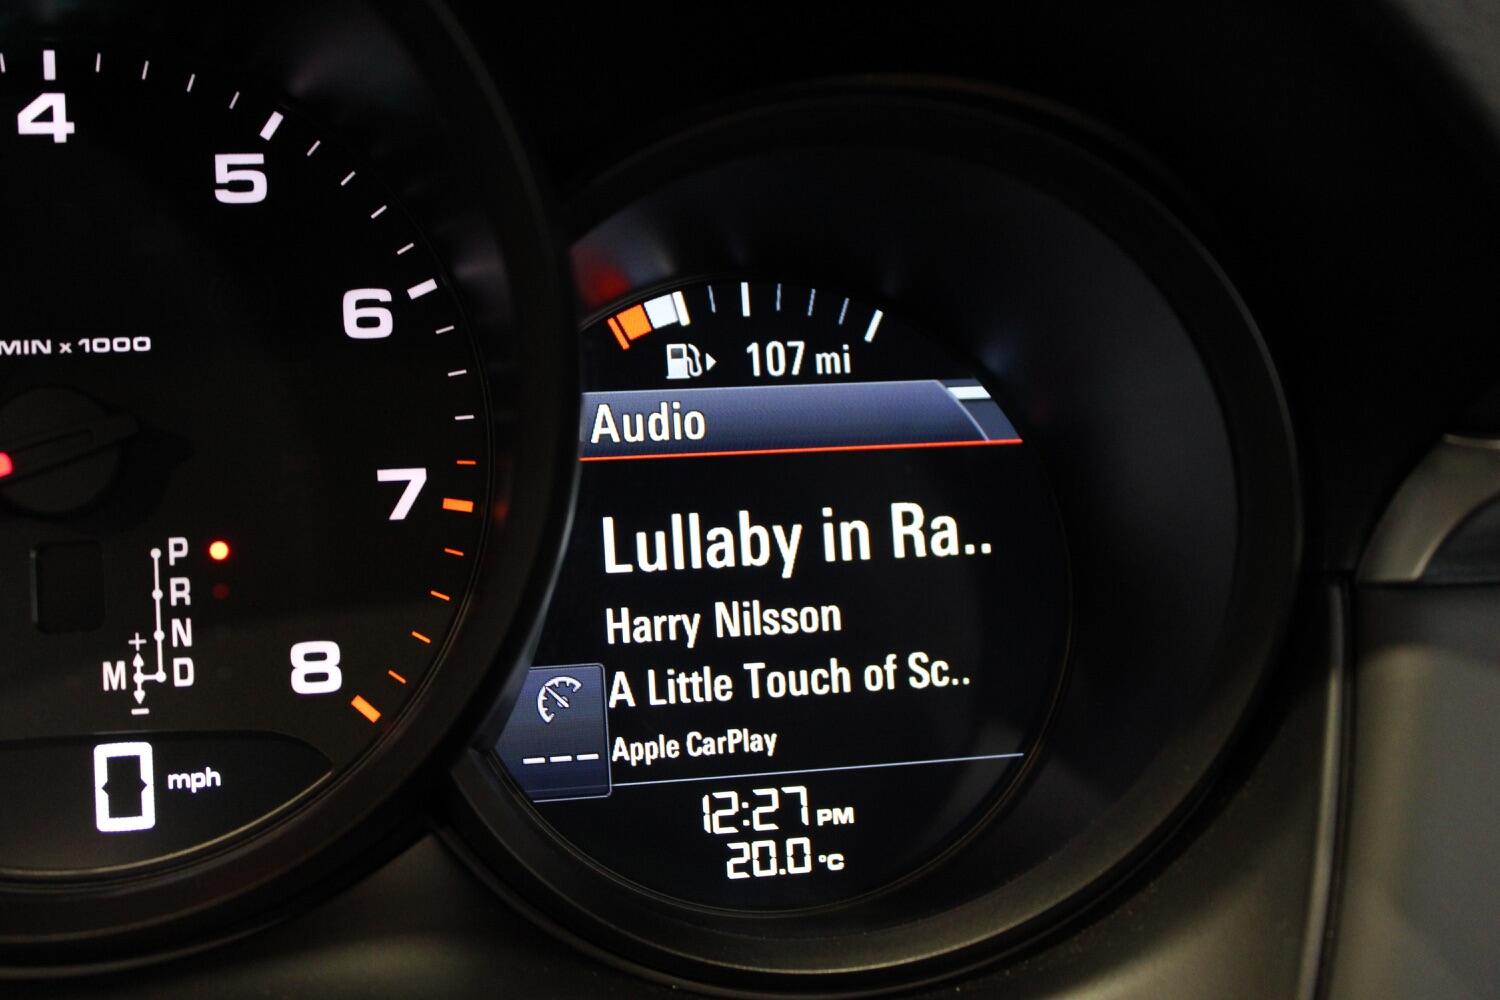 4
5
6
MIN x 1000
7
8
P
R
N
D
M
+
−
0 mph
107 mi
Audio
Lullaby in Ra..
Harry Nilsson
A Little Touch of Sc..
Apple CarPlay
---
12:27 PM
20.0 °C